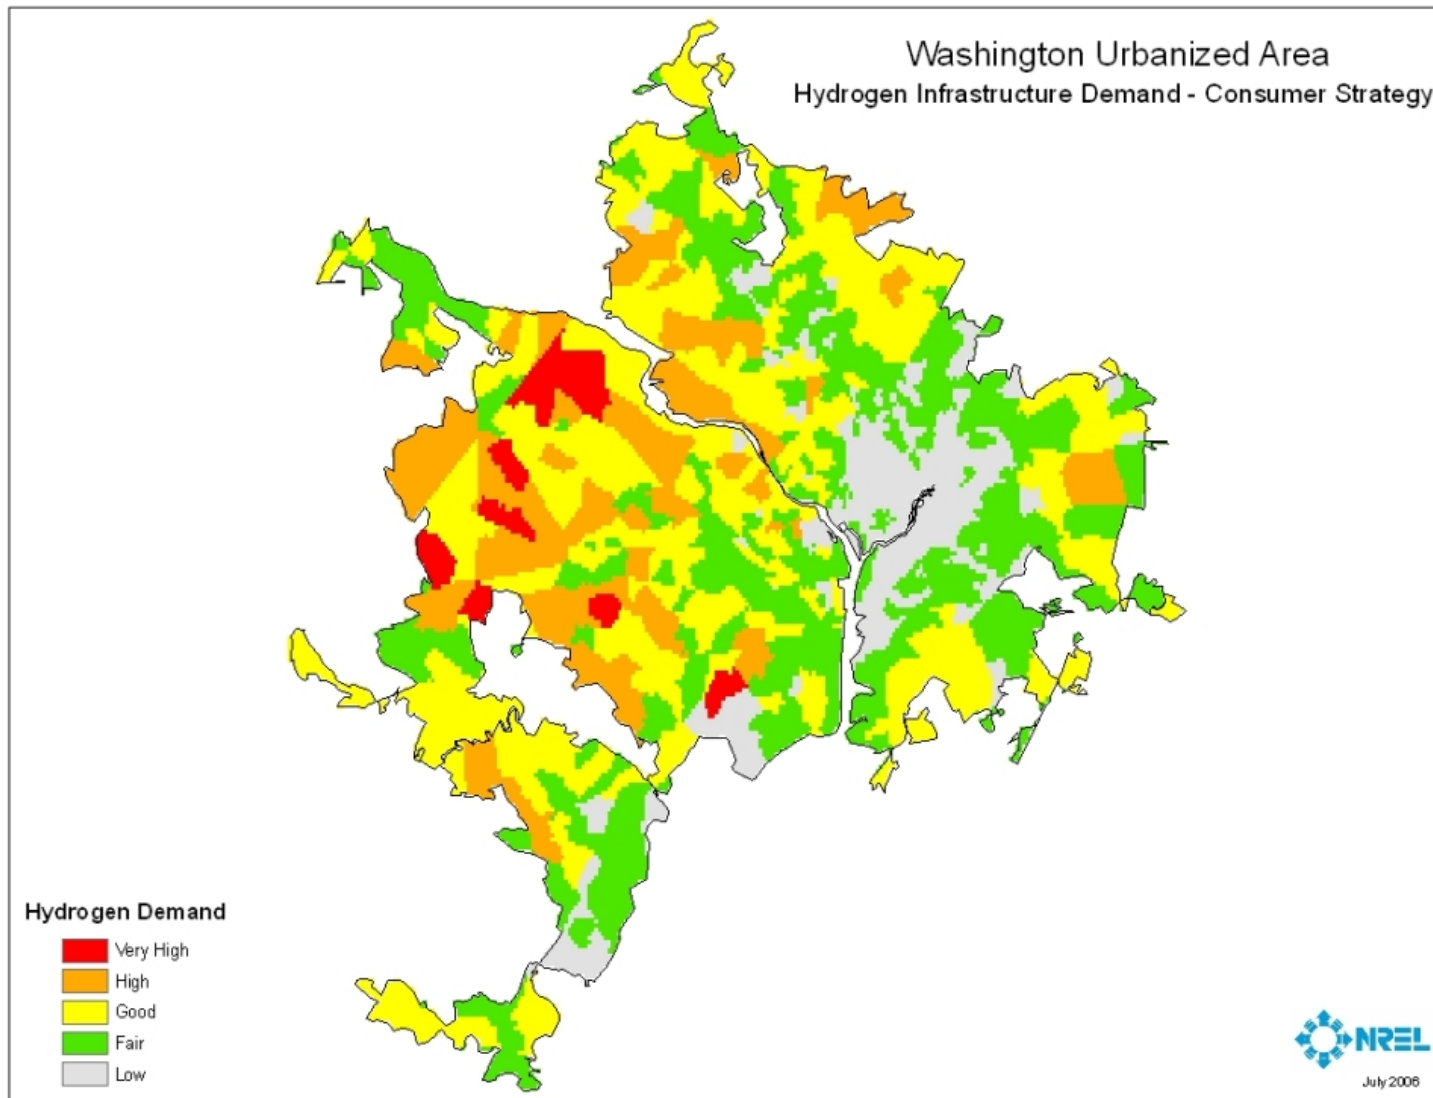 Washington Urbanized Area
Hydrogen Infrastructure Demand - Consumer Strategy
Hydrogen Demand
Very High
High
Good
Fair
Low
NREL
July 2006